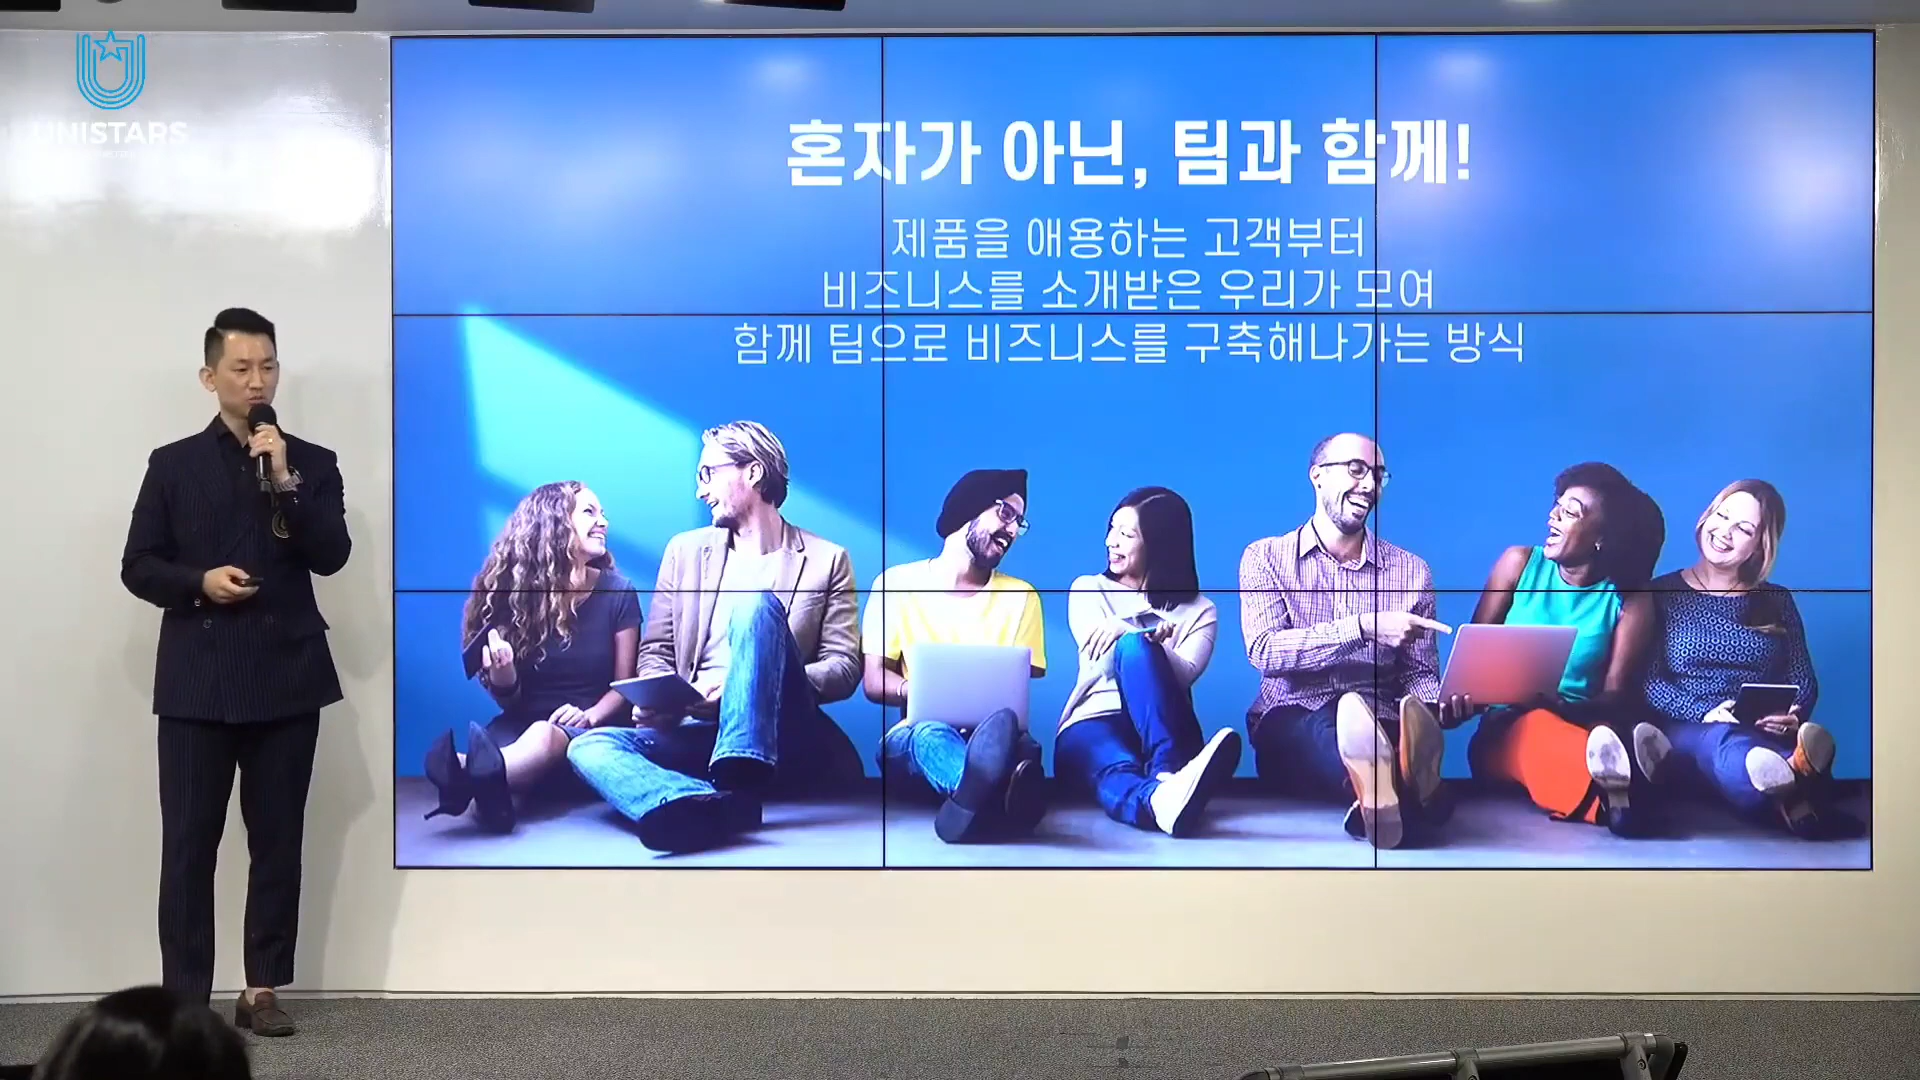 UNISTARS
혼자가 아닌, 팀과 함께!
제품을 애용하는 고객부터
비즈니스를 소개받은 우리가 모여
함께 팀으로 비즈니스를 구축해나가는 방식